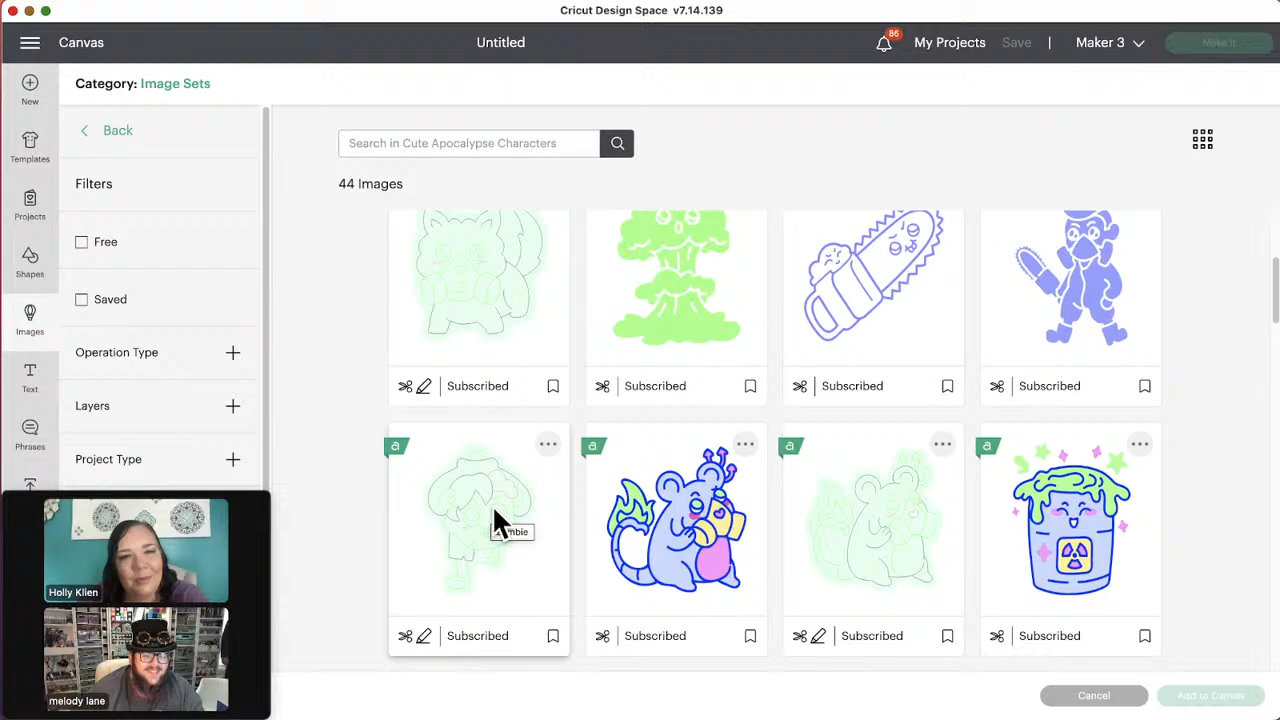 Cricut Design Space v7.14.139
Canvas
Untitled
86
My Projects
Save
|
Maker 3
Make It
New
Templates
Projects
Shapes
Images
Text
Phrases
Category: Image Sets
Back
Filters
Free
Saved
Operation Type
Layers
Project Type
Search in Cute Apocalypse Characters
44 Images
Subscribed
Subscribed
Subscribed
Subscribed
a
a
a
a
Subscribed
Subscribed
Subscribed
Subscribed
Holly Klien
melody lane
Cancel
Add to Canvas